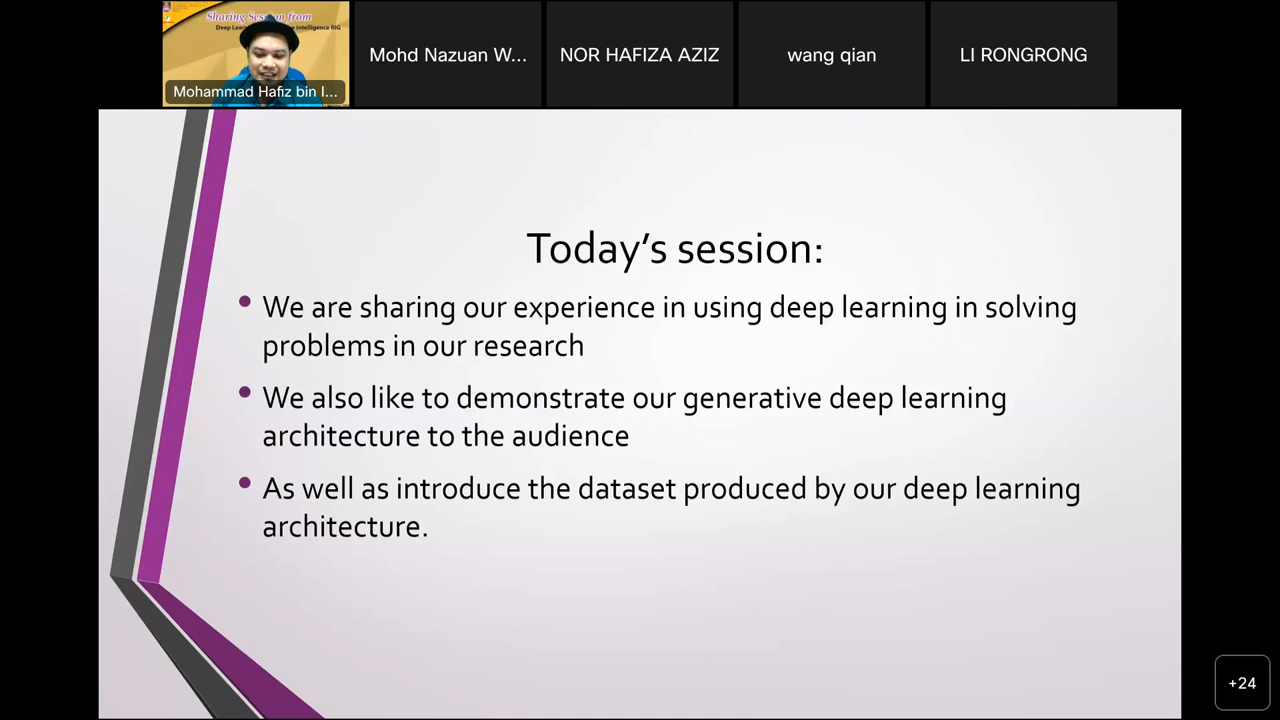 Sharing Session from
Deep Lear
Intelligence RIG
Mohammad Hafiz bin I...
Mohd Nazuan W...
NOR HAFIZA AZIZ
wang qian
LI RONGRONG
Today's session:
• We are sharing our experience in using deep learning in solving
problems in our research
• We also like to demonstrate our generative deep learning
architecture to the audience
• As well as introduce the dataset produced by our deep learning
architecture.
+24